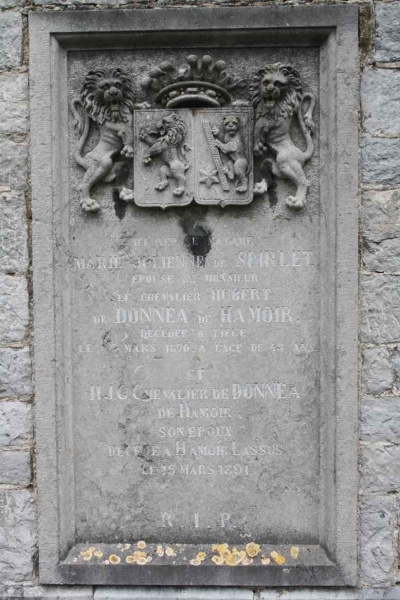 MADAME
MARIE JULIENNE DE SPIRLET
EPOUSE DE MONSIEUR
LE CHEVALIER HUBERT
DE DONNEA DE HAMOIR
DECEDEE A LIEGE
LE MARS A L'AGE DE ANS
ET
H.J.G. CHEVALIER DE DONNEA
DE HAMOIR
SON EPOUX
DECEDE A HAMOIR LASSUS
LE 15 MARS 1891
R.I.P.